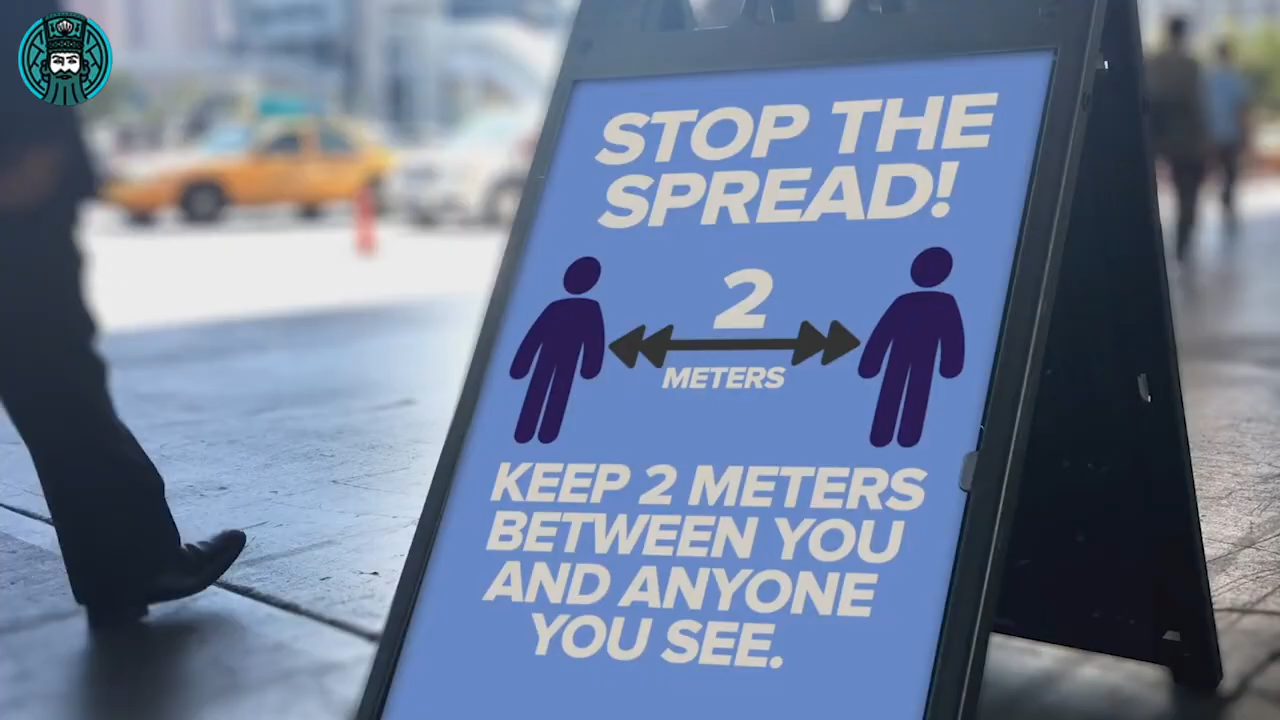 STOP THE
SPREAD!
2
METERS
KEEP 2 METERS
BETWEEN YOU
AND ANYONE
YOU SEE.